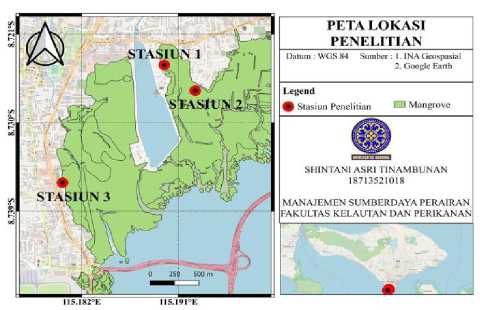 8.721°S
8.730°S
8.739°S
STASIUN 1
STASIUN 2
STASIUN 3
0 250 500 m
115.182°E
115.191°E
PETA LOKASI
PENELITIAN
Datum : WGS 84 Sumber : 1. INA Geospasial
2. Google Earth
Legend
Stasiun Penelitian
Mangrove
SHINTANI ASRI TINAMBUNAN
18713521018
MANAJEMEN SUMBERDAYA PERAIRAN
FAKULTAS KELAUTAN DAN PERIKANAN